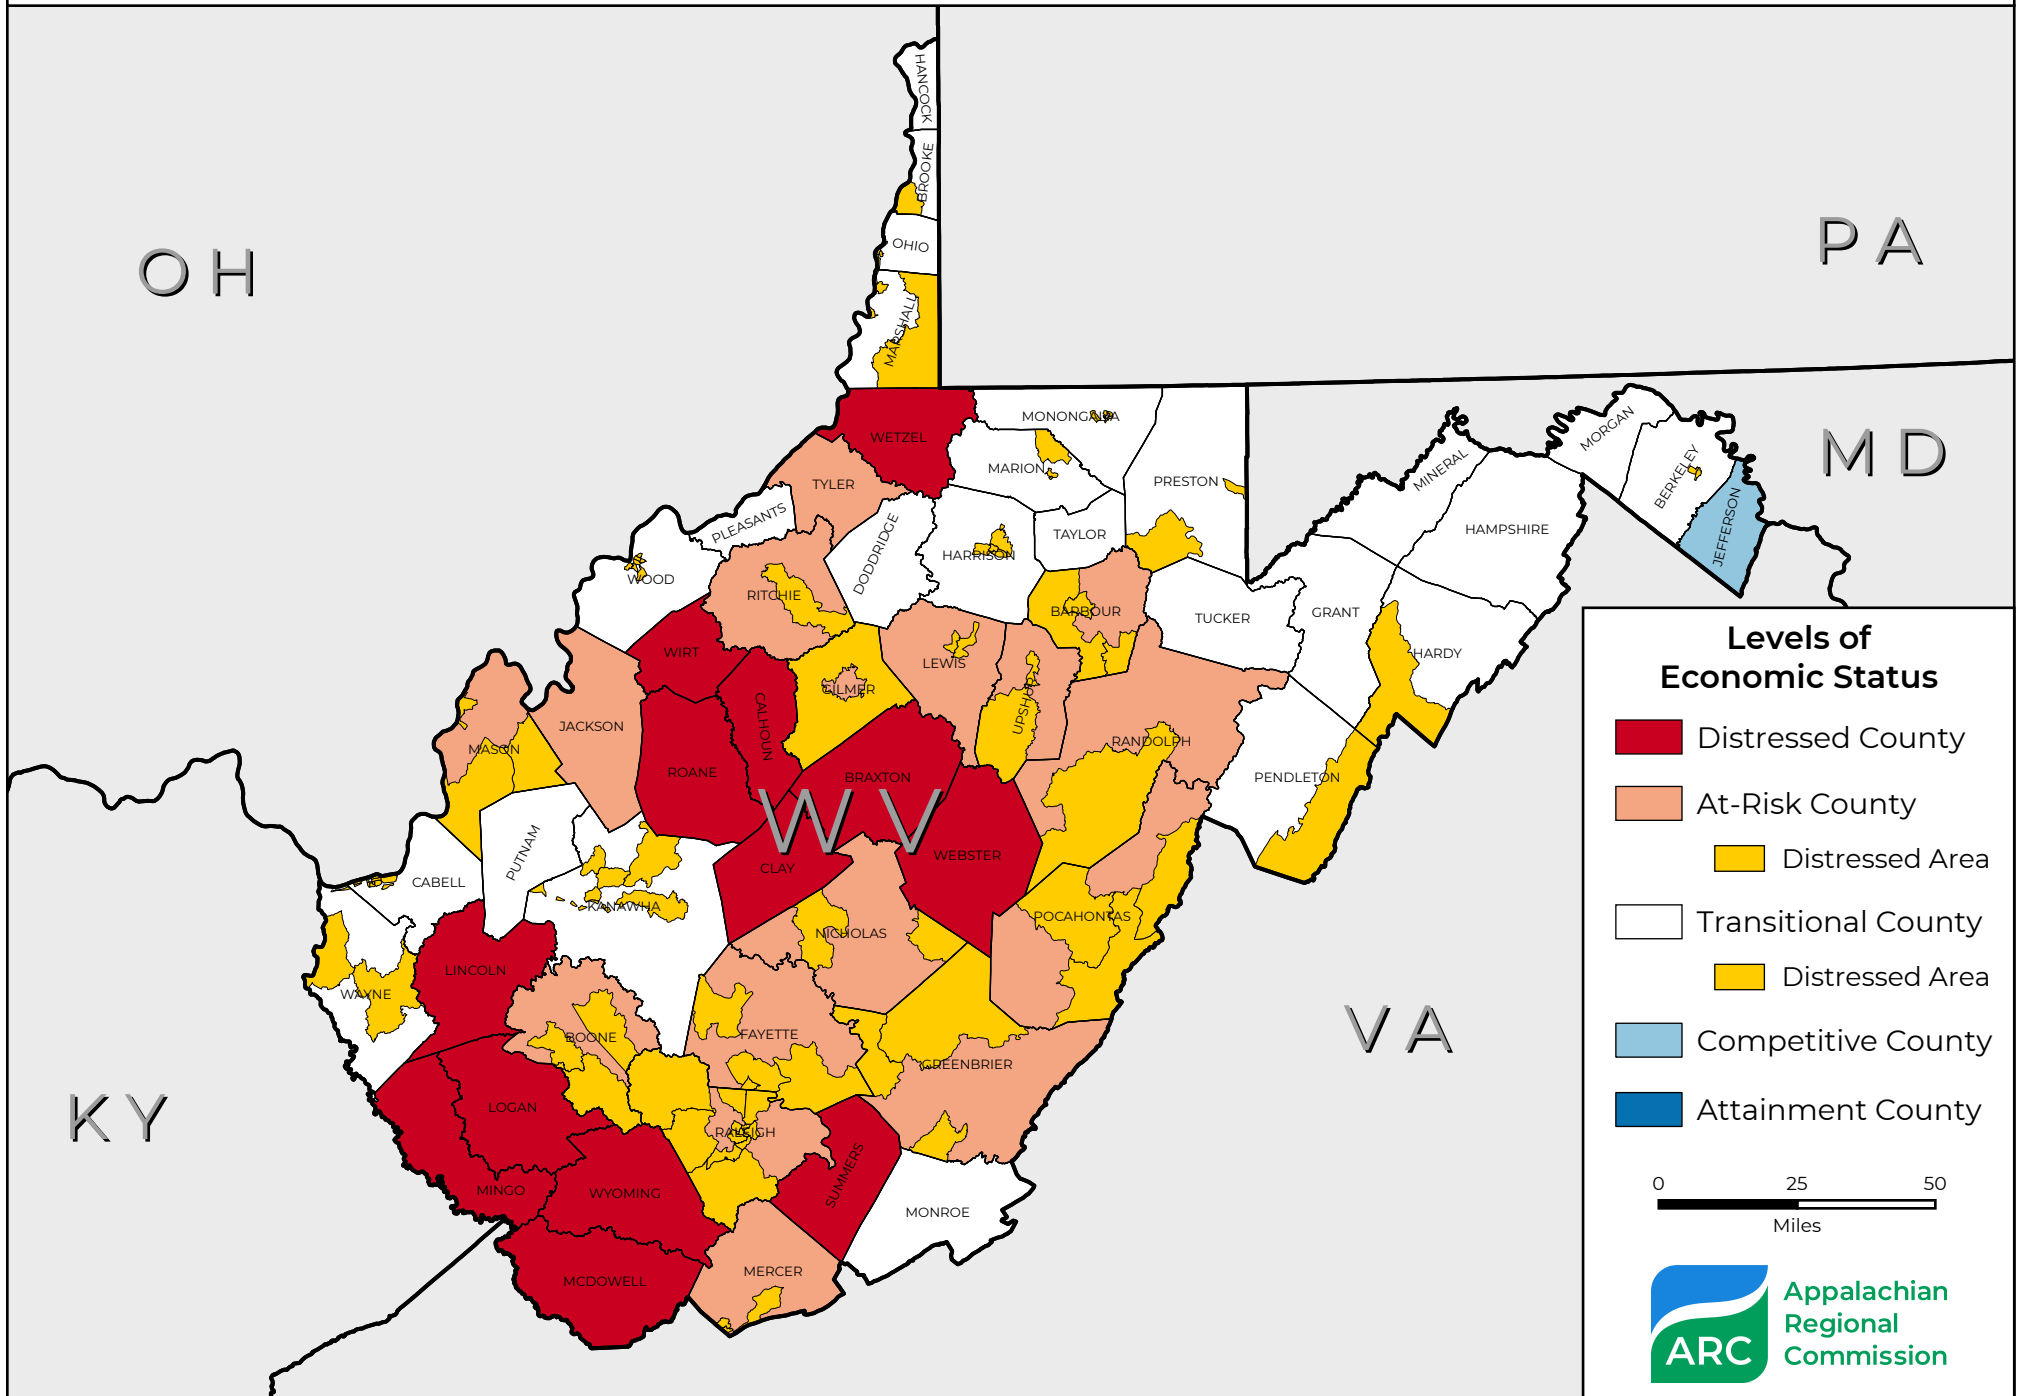 HANCOCK
BROOKE
OHIO
MARSHALL
OH
PA
MD
WETZEL
MONONGALIA
MARION
PRESTON
TYLER
PLEASANTS
DODDRIDGE
HARRISON
TAYLOR
MINERAL
HAMPSHIRE
MORGAN
BERKELEY
JEFFERSON
WOOD
RITCHIE
BARBOUR
TUCKER
GRANT
HARDY
WIRT
LEWIS
GILMER
CALHOUN
UPSHUR
JACKSON
MASON
ROANE
BRAXTON
RANDOLPH
PENDLETON
WV
PUTNAM
CABELL
CLAY
WEBSTER
KANAWHA
NICHOLAS
POCAHONTAS
LINCOLN
WAYNE
BOONE
FAYETTE
GREENBRIER
VA
KY
LOGAN
RALEIGH
MINGO
WYOMING
SUMMERS
MONROE
MCDOWELL
MERCER
Levels of
Economic Status
Distressed County
At-Risk County
Distressed Area
Transitional County
Distressed Area
Competitive County
Attainment County
0 25 50
Miles
ARC
Appalachian
Regional
Commission